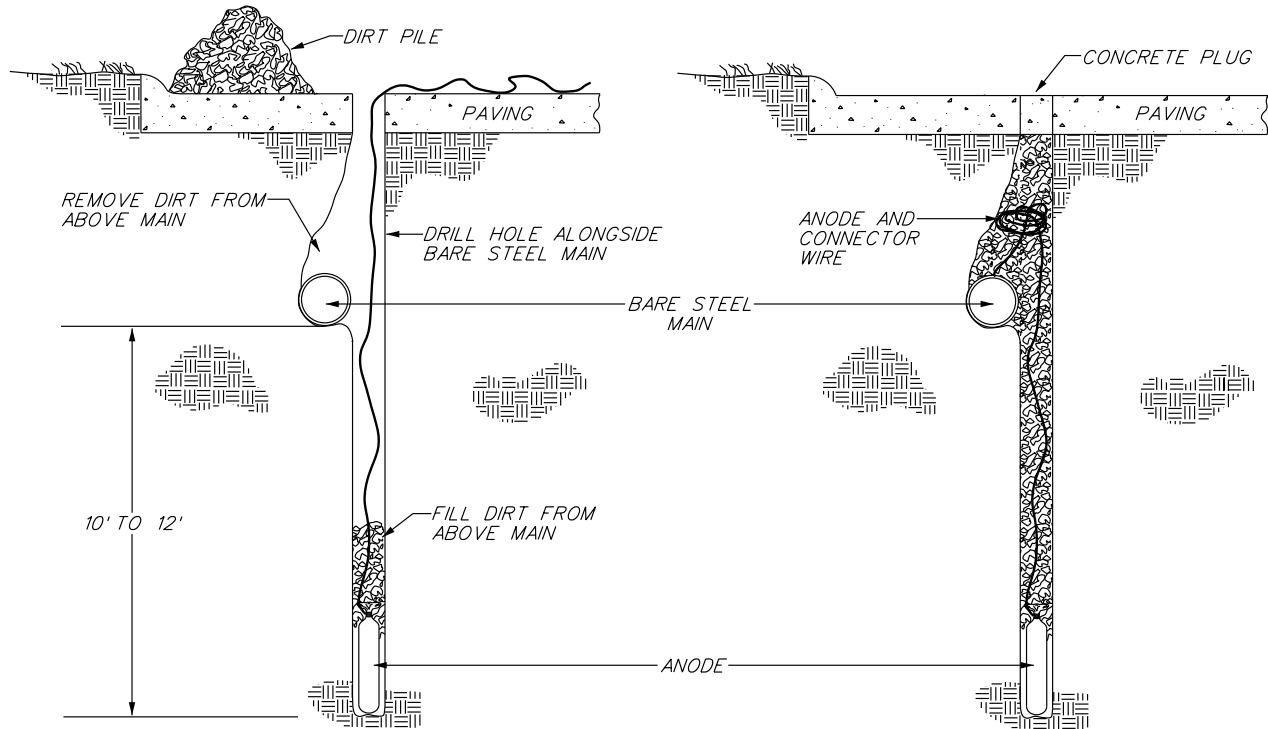 DIRT PILE
CONCRETE PLUG
PAVING
PAVING
REMOVE DIRT FROM
ABOVE MAIN
DRILL HOLE ALONGSIDE
BARE STEEL MAIN
ANODE AND
CONNECTOR
WIRE
BARE STEEL
MAIN
10' TO 12'
FILL DIRT FROM
ABOVE MAIN
ANODE